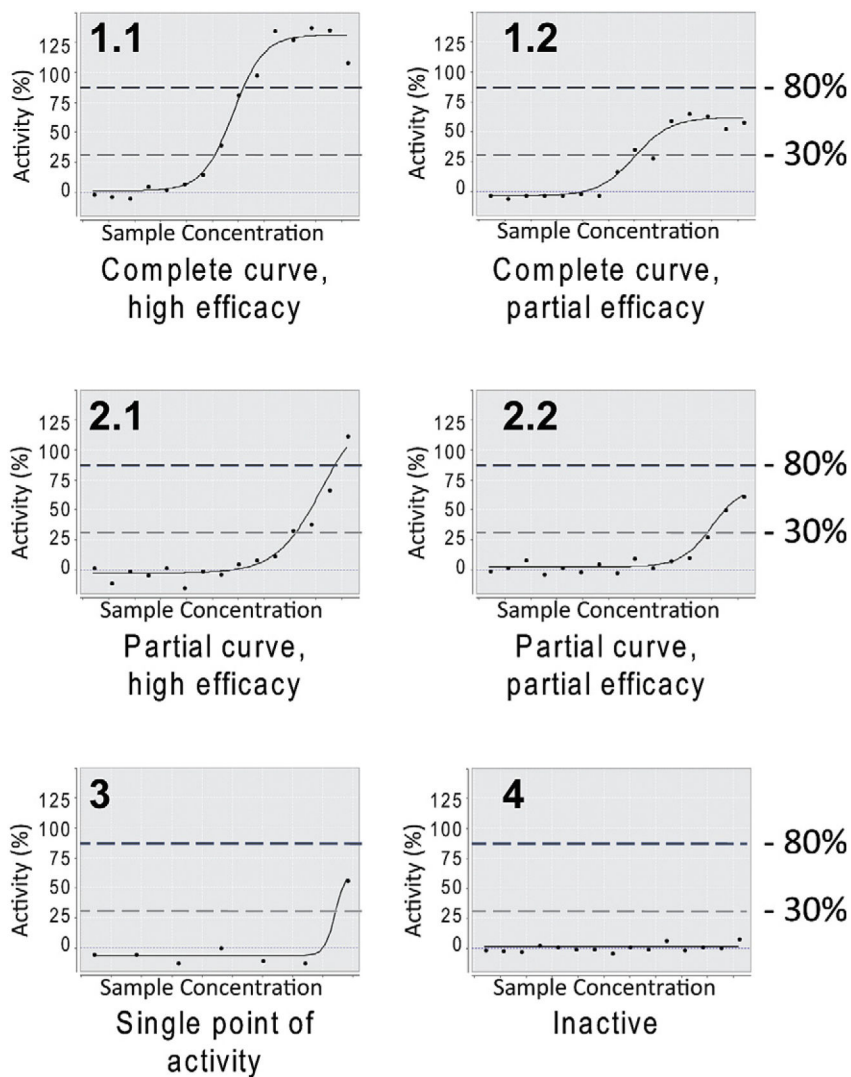 1.1
125
100
75
50
25
0
Activity (%)
Sample Concentration
Complete curve,
high efficacy
1.2
125
100
75
50
25
0
Activity (%)
- 80%
- 30%
Sample Concentration
Complete curve,
partial efficacy
2.1
125
100
75
50
25
0
Activity (%)
Sample Concentration
Partial curve,
high efficacy
2.2
125
100
75
50
25
0
Activity (%)
- 80%
- 30%
Sample Concentration
Partial curve,
partial efficacy
3
125
100
75
50
25
0
Activity (%)
Sample Concentration
Single point of
activity
4
125
100
75
50
25
0
Activity (%)
- 80%
- 30%
Sample Concentration
Inactive